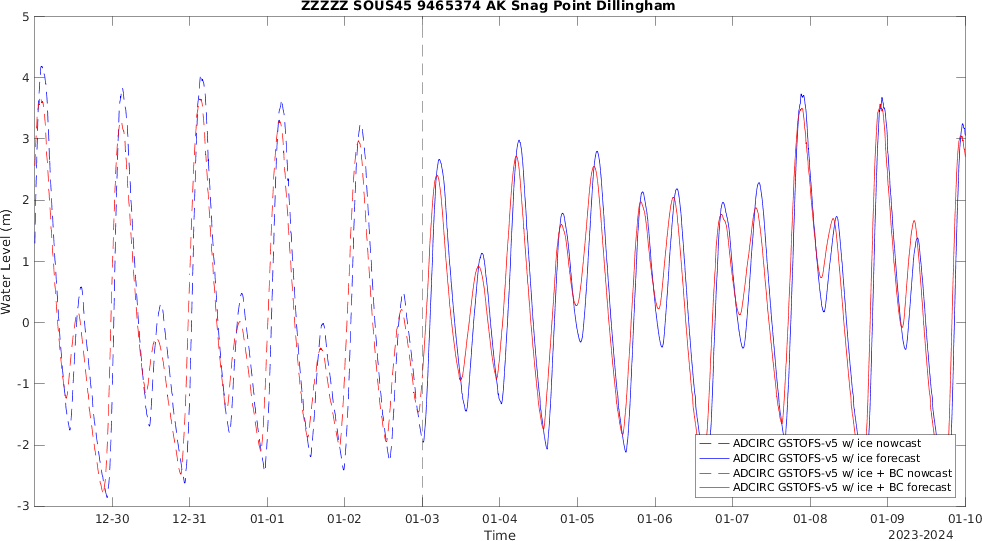 ZZZZZ SOUS45 9465374 AK Snag Point Dillingham
5
4
3
2
1
0
-1
-2
-3
Water Level (m)
ADCIRC GSTOFS-v5 w/ ice nowcast
ADCIRC GSTOFS-v5 w/ ice forecast
ADCIRC GSTOFS-v5 w/ ice + BC nowcast
ADCIRC GSTOFS-v5 w/ ice + BC forecast
12-30 12-31 01-01 01-02 01-03 01-04 01-05 01-06 01-07 01-08 01-09 01-10
Time
2023-2024